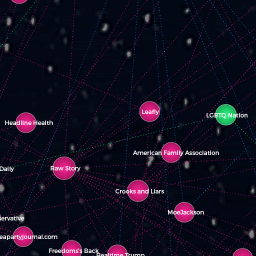 Leafly
LGBTQ Nation
Headline Health
American Family Association
Daily
Raw Story
Crooks and Liars
MoeJackson
ervative
eapartyjournal.com
Freedoms's Back
Realtime Trump